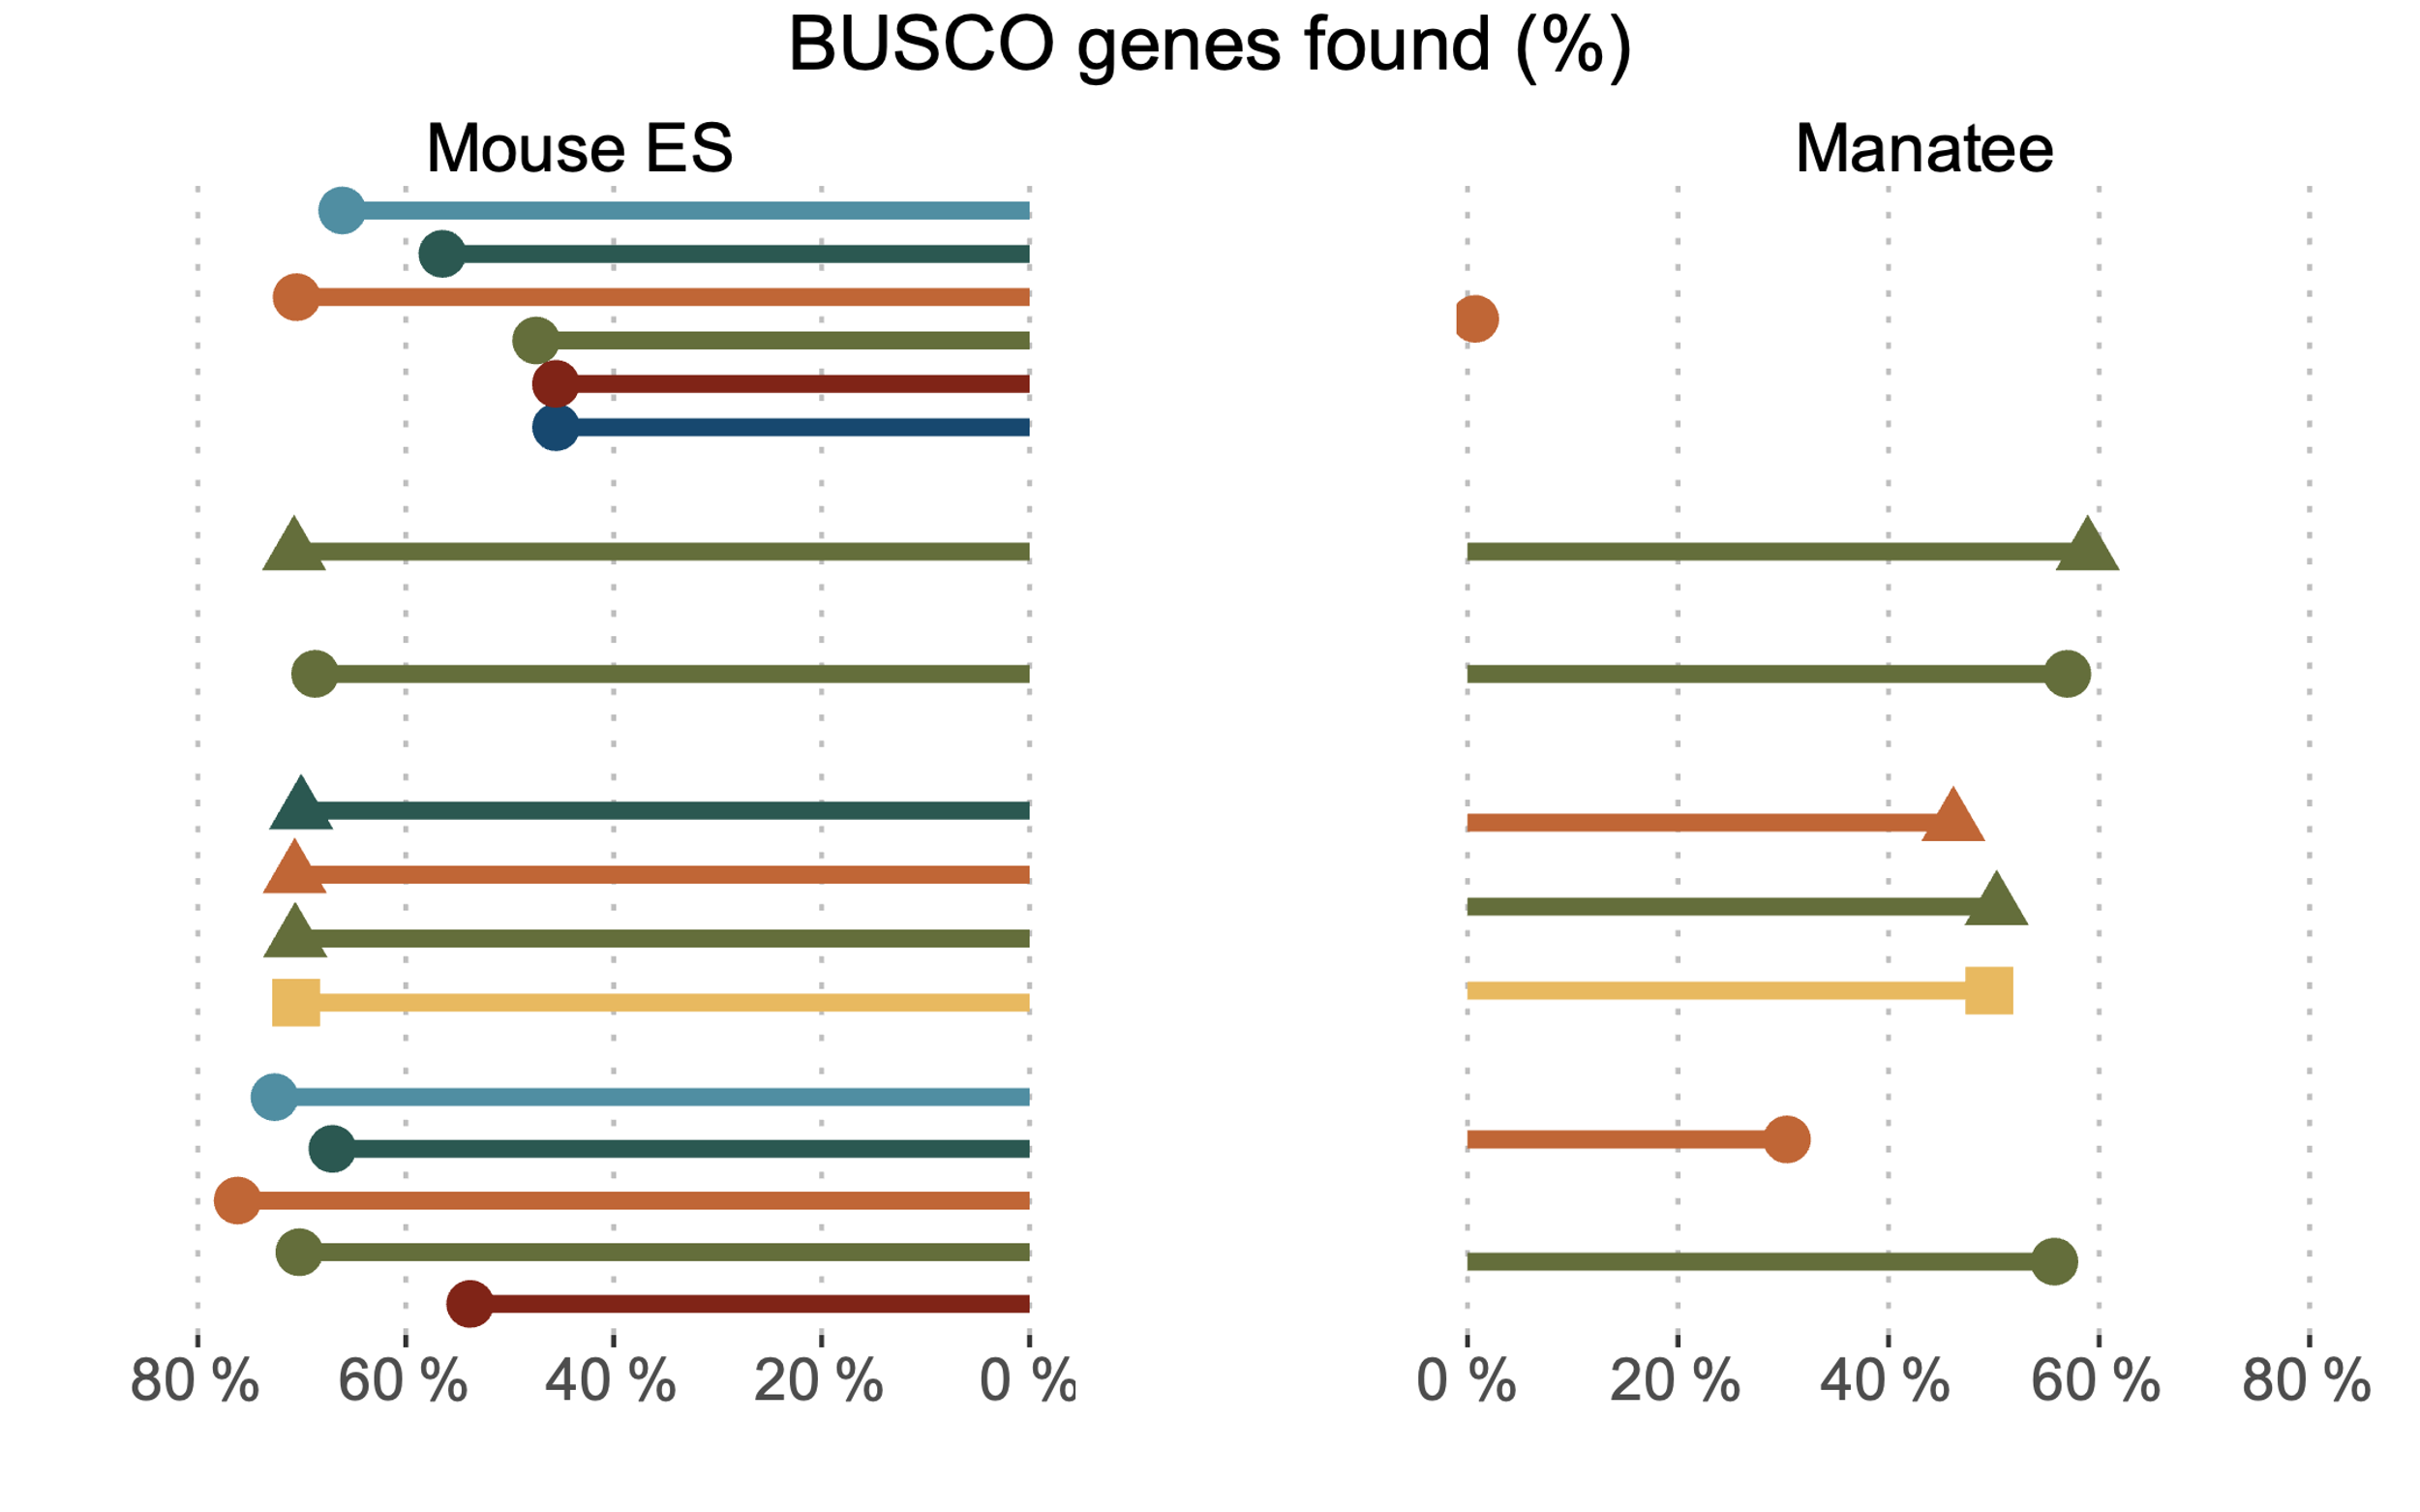 BUSCO genes found (%)
Mouse ES
Manatee
80 % 60 % 40 % 20 % 0 %
0 % 20 % 40 % 60 % 80 %